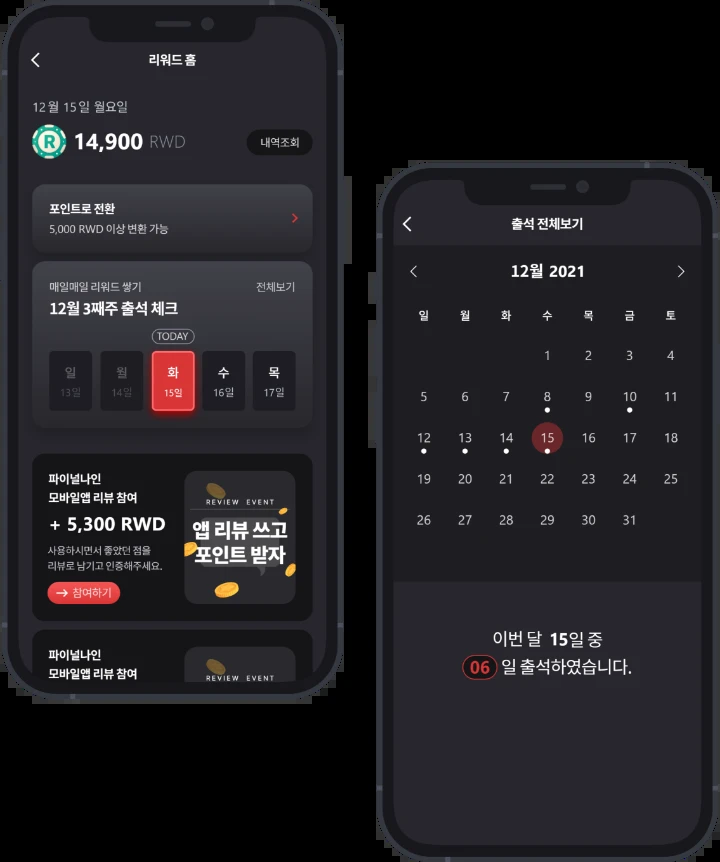 리워드 홈
12월 15일 월요일
R 14,900 RWD
내역조회
포인트로 전환
5,000 RWD 이상 변환 가능
매일매일 리워드 쌓기
전체보기
12월 3째주 출석 체크
TODAY
일 월 화 수 목
13일 14일 15일 16일 17일
파이널나인
모바일앱 리뷰 참여
+ 5,300 RWD
사용하시면서 좋았던 점을
리뷰로 남기고 인증해주세요.
→ 참여하기
REVIEW EVENT
앱 리뷰 쓰고
포인트 받자
파이널나인
모바일앱 리뷰 참여
REVIEW EVENT
출석 전체보기
12월 2021
일 월 화 수 목 금 토
1 2 3 4
5 6 7 8 9 10 11
12 13 14 15 16 17 18
19 20 21 22 23 24 25
26 27 28 29 30 31
이번 달 15일 중
06 일 출석하였습니다.